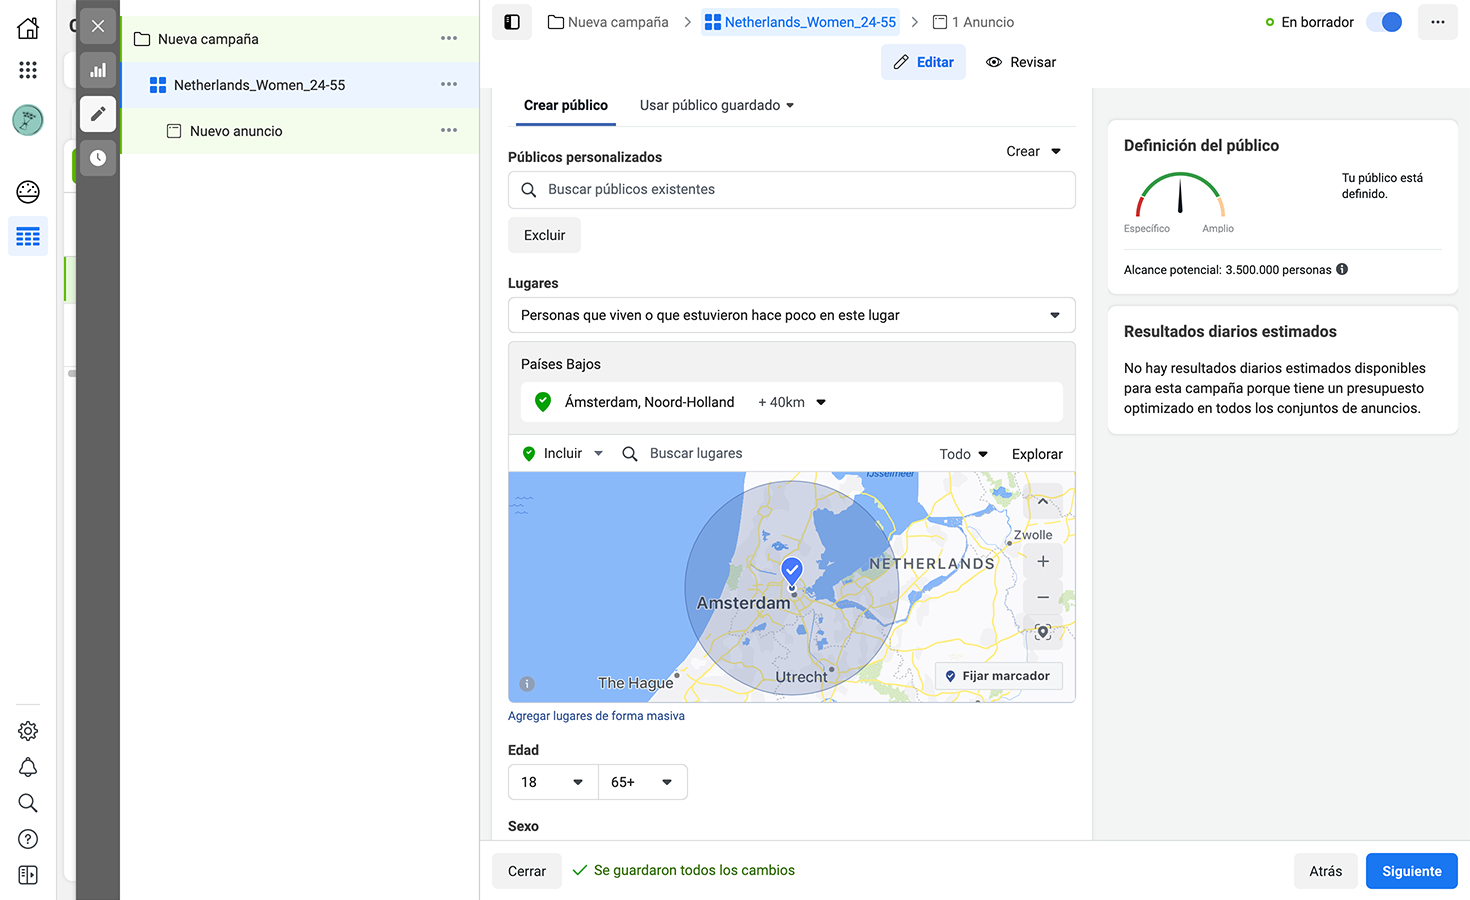 Nueva campaña
Netherlands_Women_24-55
Nuevo anuncio
Nueva campaña
Netherlands_Women_24-55
1 Anuncio
En borrador
Editar
Revisar
Crear público
Usar público guardado
Públicos personalizados
Crear
Buscar públicos existentes
Excluir
Lugares
Personas que viven o que estuvieron hace poco en este lugar
Países Bajos
Ámsterdam, Noord-Holland + 40km
Incluir
Buscar lugares
Todo
Explorar
IJsselmeer
Zwolle
NETHERLANDS
Amsterdam
The Hague
Utrecht
Fijar marcador
Agregar lugares de forma masiva
Edad
18
65+
Sexo
Definición del público
Tu público está
definido.
Específico
Amplio
Alcance potencial: 3.500.000 personas
Resultados diarios estimados
No hay resultados diarios estimados disponibles
para esta campaña porque tiene un presupuesto
optimizado en todos los conjuntos de anuncios.
Cerrar
Se guardaron todos los cambios
Atrás
Siguiente